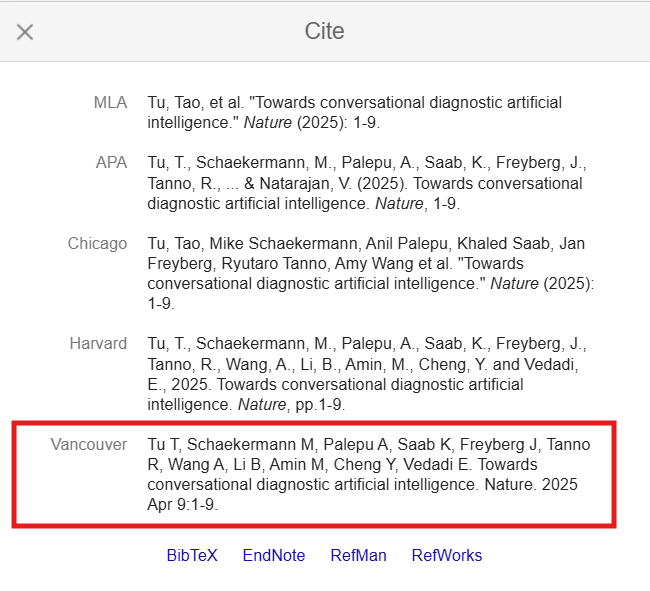 Cite
MLA Tu, Tao, et al. "Towards conversational diagnostic artificial
intelligence." Nature (2025): 1-9.
APA Tu, T., Schaekermann, M., Palepu, A., Saab, K., Freyberg, J.,
Tanno, R., ... & Natarajan, V. (2025). Towards conversational
diagnostic artificial intelligence. Nature, 1-9.
Chicago Tu, Tao, Mike Schaekermann, Anil Palepu, Khaled Saab, Jan
Freyberg, Ryutaro Tanno, Amy Wang et al. "Towards
conversational diagnostic artificial intelligence." Nature (2025):
1-9.
Harvard Tu, T., Schaekermann, M., Palepu, A., Saab, K., Freyberg, J.,
Tanno, R., Wang, A., Li, B., Amin, M., Cheng, Y. and Vedadi,
E., 2025. Towards conversational diagnostic artificial
intelligence. Nature, pp.1-9.
Vancouver Tu T, Schaekermann M, Palepu A, Saab K, Freyberg J, Tanno
R, Wang A, Li B, Amin M, Cheng Y, Vedadi E. Towards
conversational diagnostic artificial intelligence. Nature. 2025
Apr 9:1-9.
BibTeX EndNote RefMan RefWorks